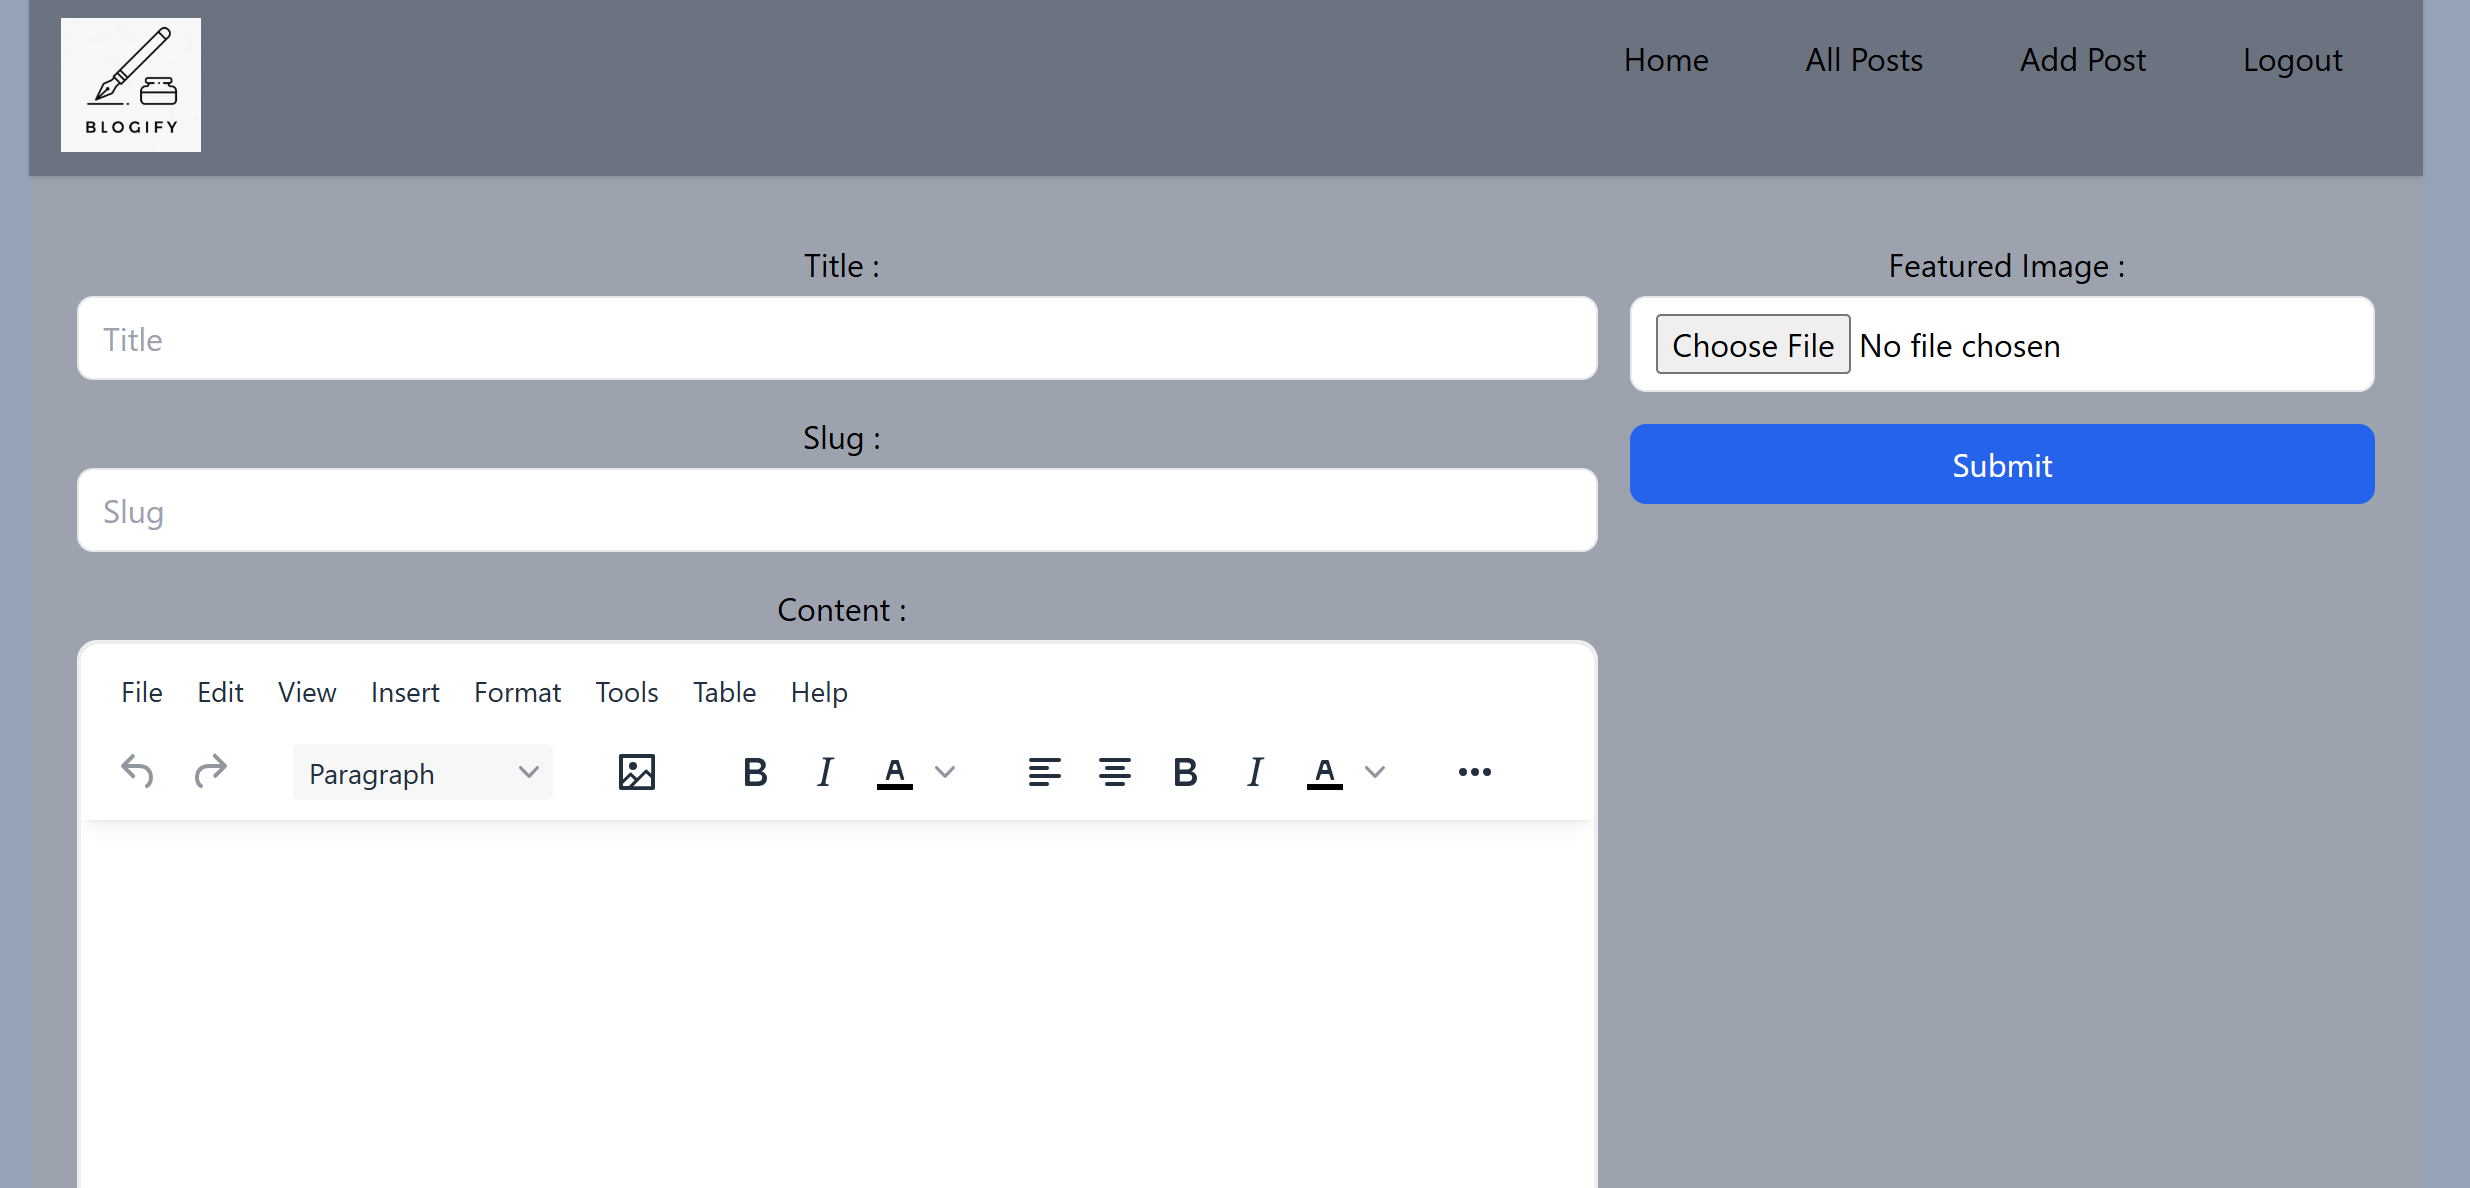 BLOGIFY
Home All Posts Add Post Logout
Title :
Title
Slug :
Slug
Content :
File Edit View Insert Format Tools Table Help
Paragraph B I A B I A
Featured Image :
Choose File No file chosen
Submit